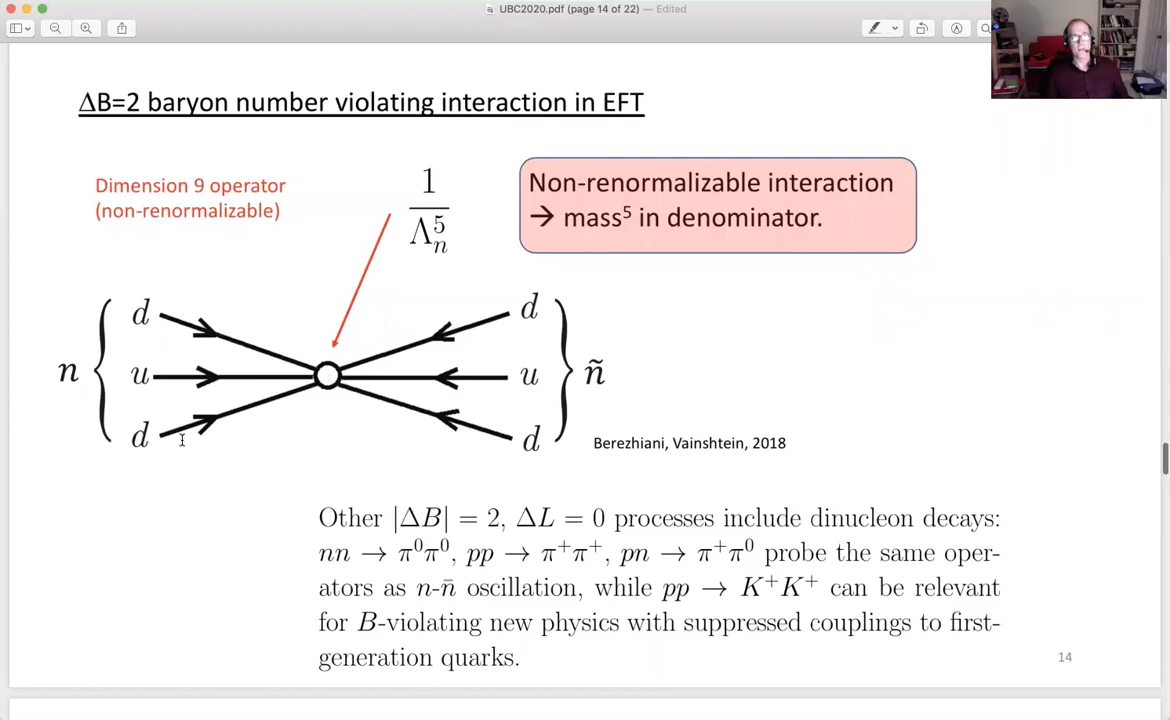 UBC2020.pdf (page 14 of 22) — Edited
ΔB=2 baryon number violating interaction in EFT
Dimension 9 operator
(non-renormalizable)
1
Λ⁵ₙ
Non-renormalizable interaction
→ mass⁵ in denominator.
d
u
d
n
d
u
d
ñ
Berezhiani, Vainshtein, 2018
Other |ΔB| = 2, ΔL = 0 processes include dinucleon decays:
nn → π⁰π⁰, pp → π⁺π⁺, pn → π⁺π⁰ probe the same oper-
ators as n-n̄ oscillation, while pp → K⁺K⁺ can be relevant
for B-violating new physics with suppressed couplings to first-
generation quarks.
14